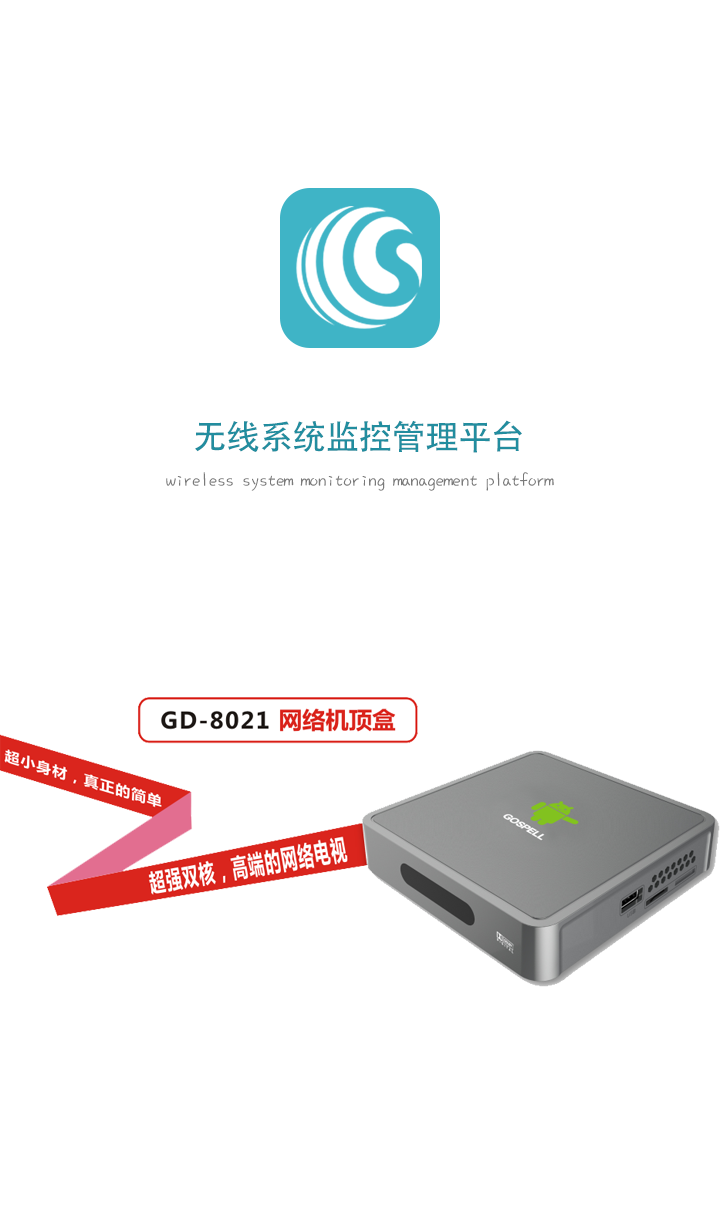 无线系统监控管理平台
wireless system monitoring management platform
GD-8021 网络机顶盒
超小身材，真正的简单
超强双核，高端的网络电视
GOSPELL